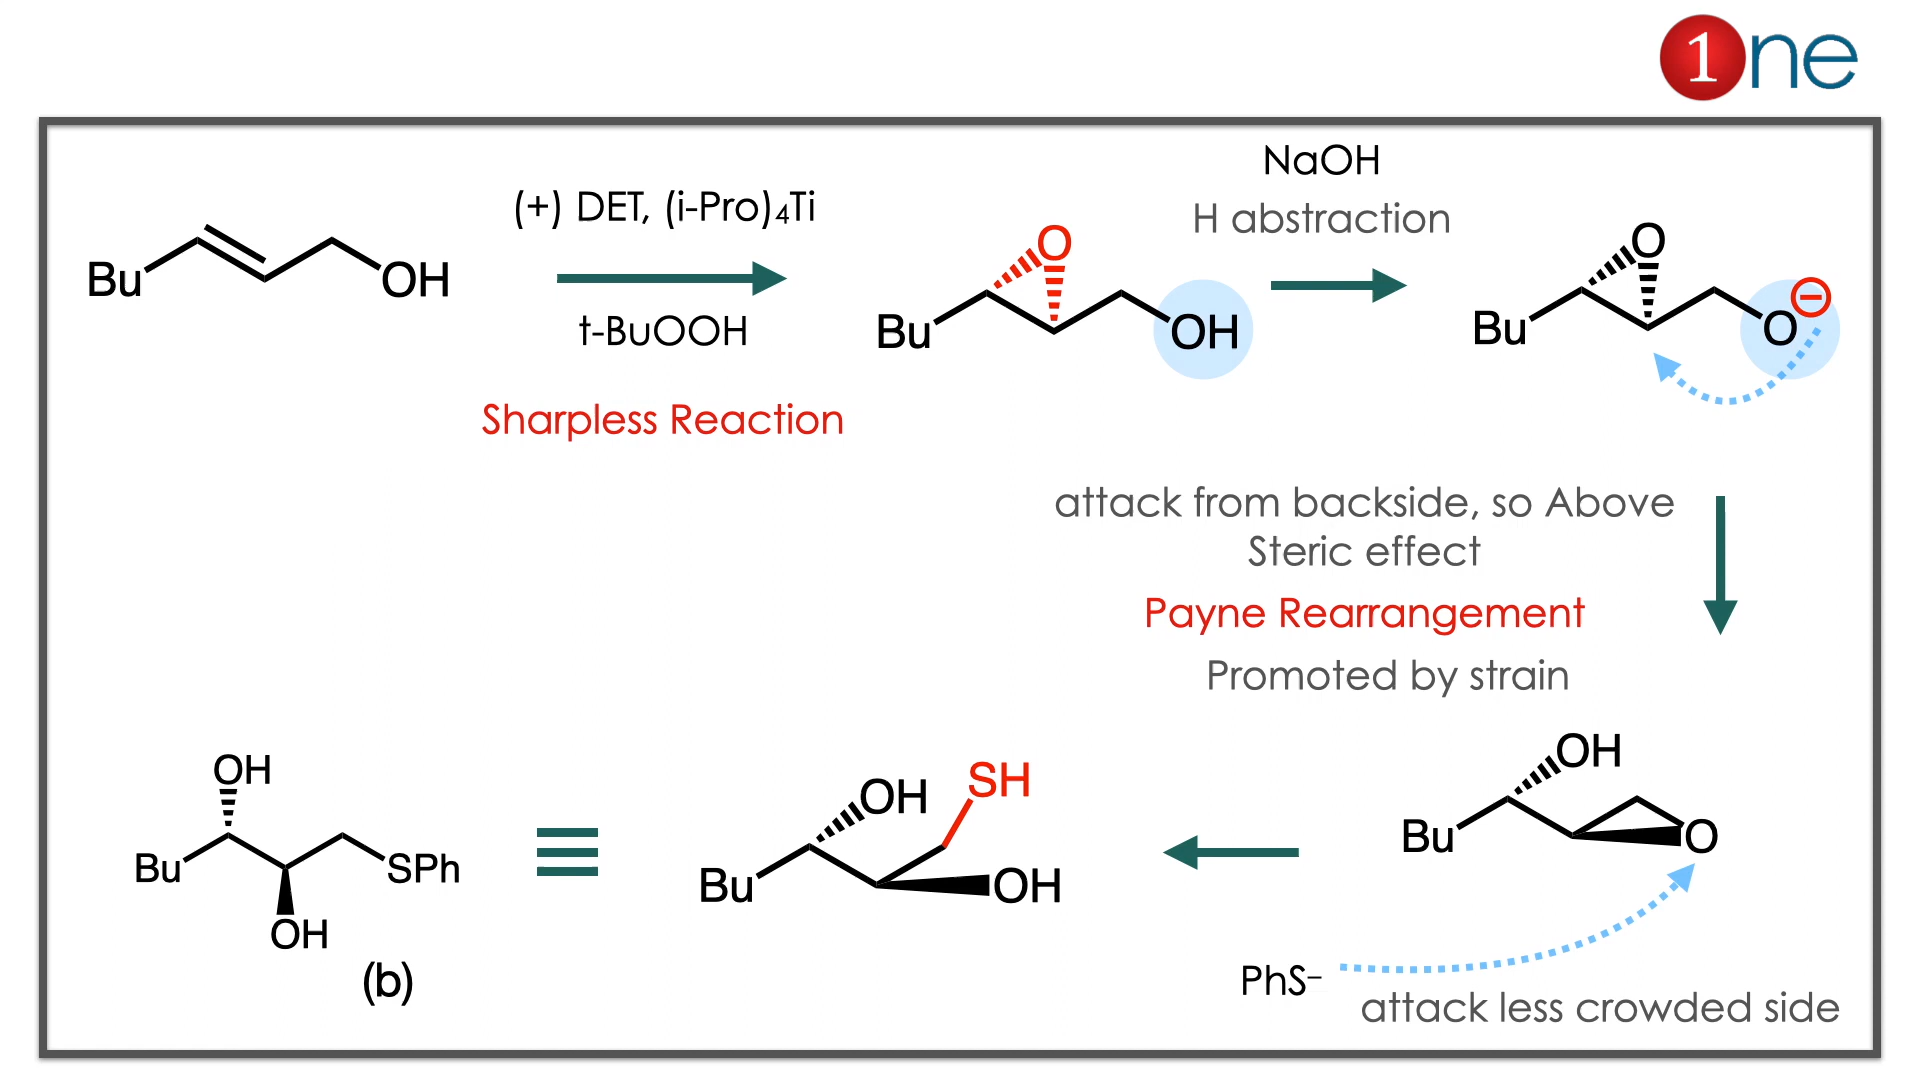 1ne
NaOH
(+) DET, (i-Pro)₄Ti
H abstraction
Bu
OH
t-BuOOH
O
Bu
OH
O
Bu
O⊖
Sharpless Reaction
attack from backside, so Above
Steric effect
Payne Rearrangement
Promoted by strain
OH
Bu
SPh
OH
(b)
OH
SH
Bu
OH
OH
Bu
O
PhS⁻
attack less crowded side